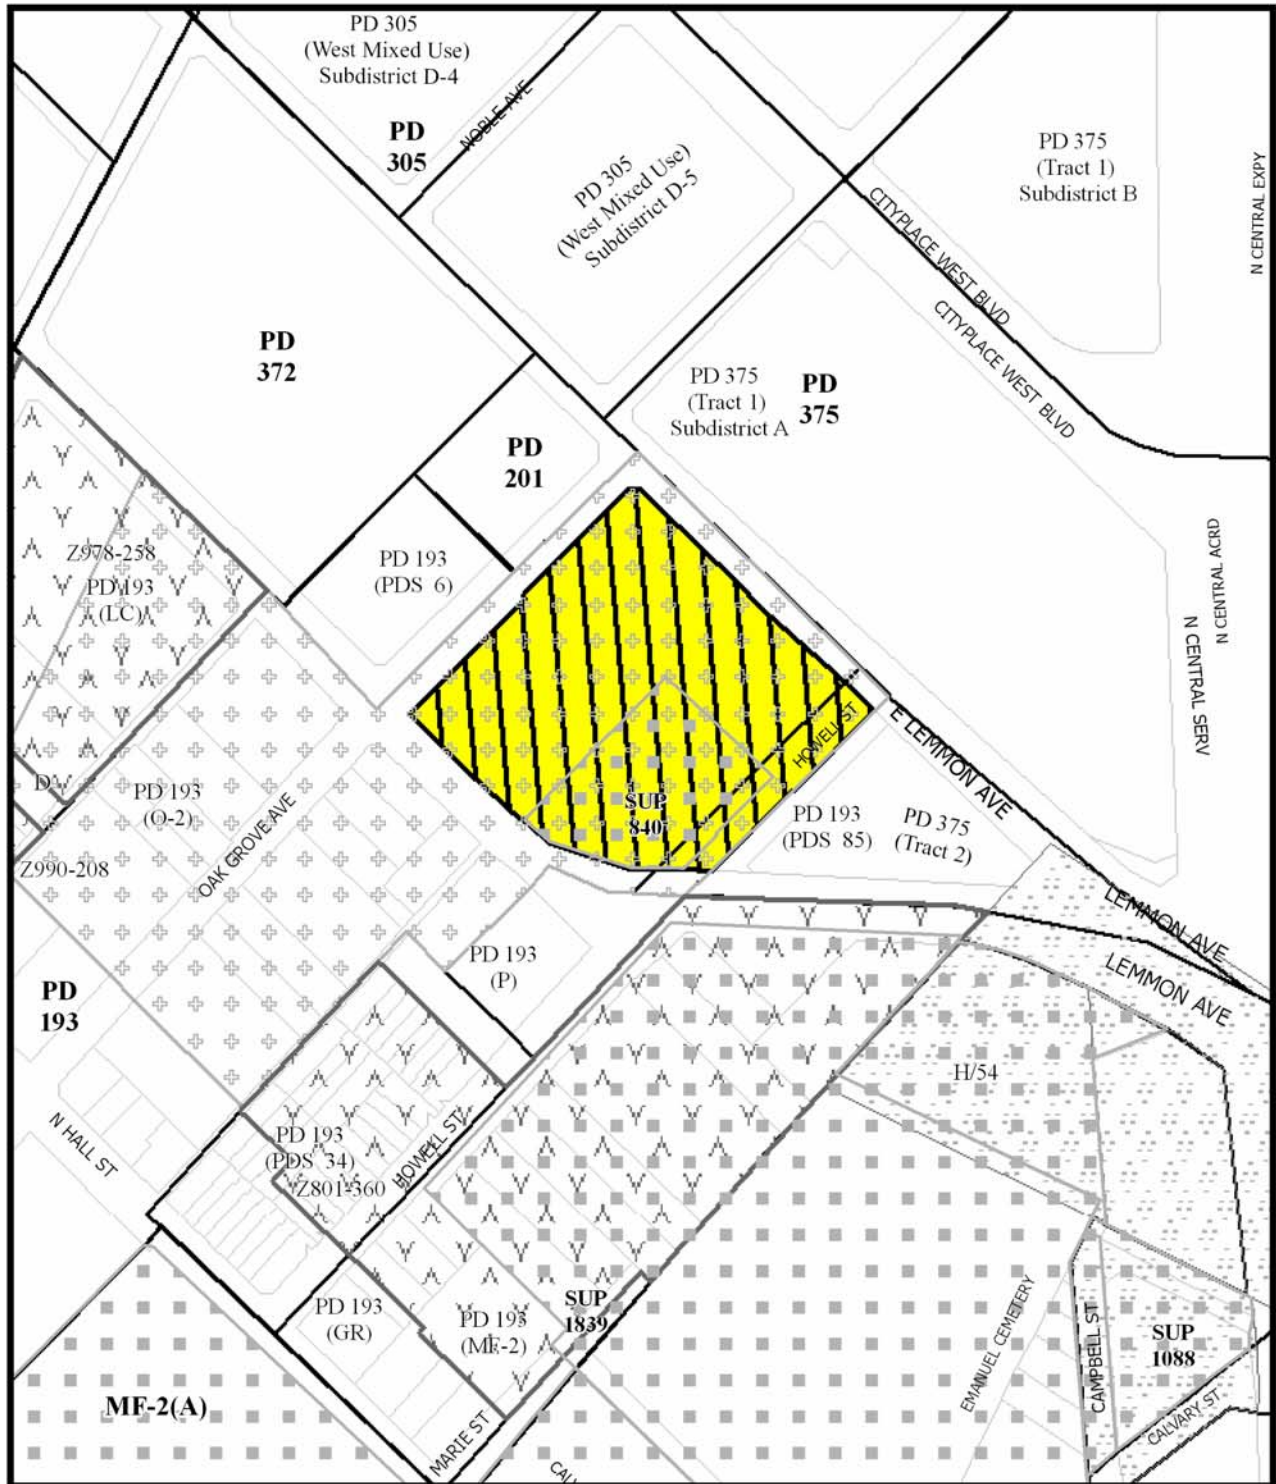 PD 305
(West Mixed Use)
Subdistrict D-4
PD
305
NOBLE AVE
PD 305
(West Mixed Use)
Subdistrict D-5
PD 375
(Tract 1)
Subdistrict B
N CENTRAL EXPY
CITYPLACE WEST BLVD
CITYPLACE WEST BLVD
PD
372
PD 375
(Tract 1)
Subdistrict A
PD
375
PD
201
PD 193
(PDS 6)
Z978-258
PD 193
(LC)
N CENTRAL ACRD
N CENTRAL SERV
HOWELL ST
E LEMMON AVE
D
PD 193
(O-2)
OAK GROVE AVE
Z990-208
SUP
840
PD 193
(PDS 85)
PD 375
(Tract 2)
LEMMON AVE
LEMMON AVE
PD 193
(P)
PD
193
H/54
N HALL ST
PD 193
(PDS 34)
Z801-360
HOWELL ST
PD 193
(GR)
PD 193
(MF-2)
SUP
1839
EMANUEL CEMETERY
CAMPBELL ST
SUP
1088
CALVARY ST
MF-2(A)
MARIE ST